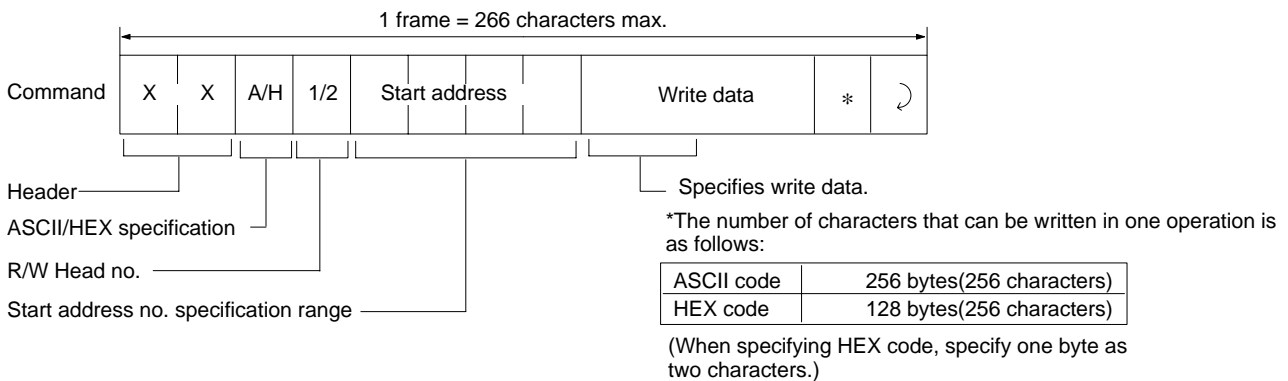 1 frame = 266 characters max.
Command X X A/H 1/2 Start address Write data *
Header
ASCII/HEX specification
R/W Head no.
Start address no. specification range
Specifies write data.
*The number of characters that can be written in one operation is
as follows:
ASCII code 256 bytes(256 characters)
HEX code 128 bytes(256 characters)
(When specifying HEX code, specify one byte as
two characters.)